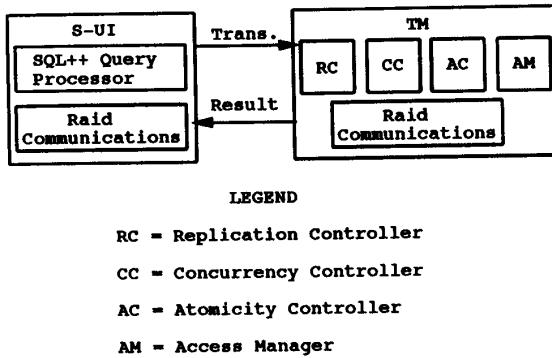 S-UI
SQL++ Query
Processor
Raid
Communications
Trans.
Result
TM
RC
CC
AC
AM
Raid
Communications
LEGEND
RC = Replication Controller
CC = Concurrency Controller
AC = Atomicity Controller
AM = Access Manager